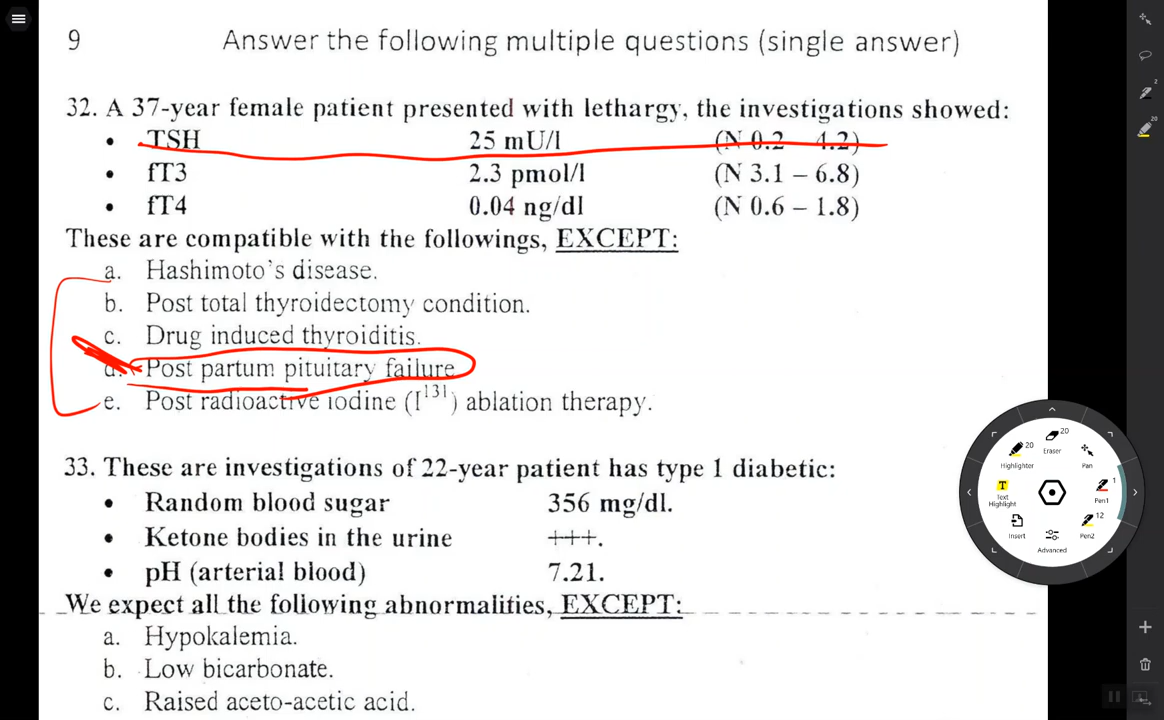 9 Answer the following multiple questions (single answer)
32. A 37-year female patient presented with lethargy, the investigations showed:
• TSH 25 mU/l (N 0.2 – 4.2)
• fT3 2.3 pmol/l (N 3.1 – 6.8)
• fT4 0.04 ng/dl (N 0.6 – 1.8)
These are compatible with the followings, EXCEPT:
a. Hashimoto's disease.
b. Post total thyroidectomy condition.
c. Drug induced thyroiditis.
d. Post partum pituitary failure
e. Post radioactive iodine (I¹³¹) ablation therapy.
33. These are investigations of 22-year patient has type 1 diabetic:
• Random blood sugar 356 mg/dl.
• Ketone bodies in the urine +++.
• pH (arterial blood) 7.21.
We expect all the following abnormalities, EXCEPT:
a. Hypokalemia.
b. Low bicarbonate.
c. Raised aceto-acetic acid.
2
20
20
Eraser
20
Highlighter
Pan
T
Text
Highlight
1
Pen1
12
Pen2
Insert
Advanced